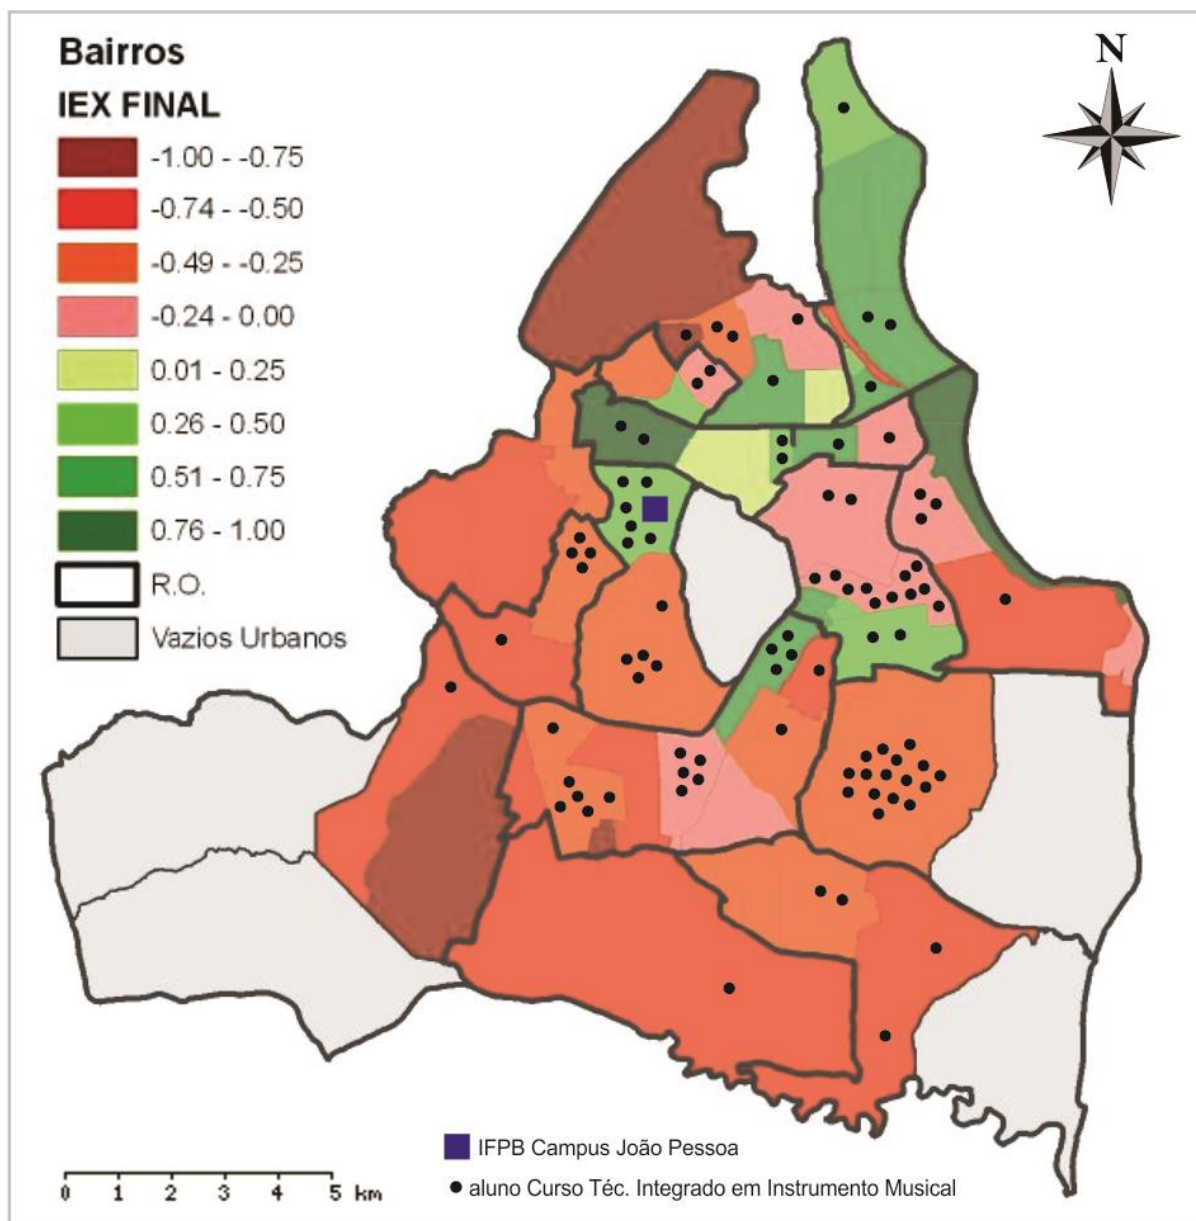 Bairros
IEX FINAL
-1.00 - -0.75
-0.74 - -0.50
-0.49 - -0.25
-0.24 - 0.00
0.01 - 0.25
0.26 - 0.50
0.51 - 0.75
0.76 - 1.00
R.O.
Vazios Urbanos
N
IFPB Campus João Pessoa
aluno Curso Téc. Integrado em Instrumento Musical
0 1 2 3 4 5 km